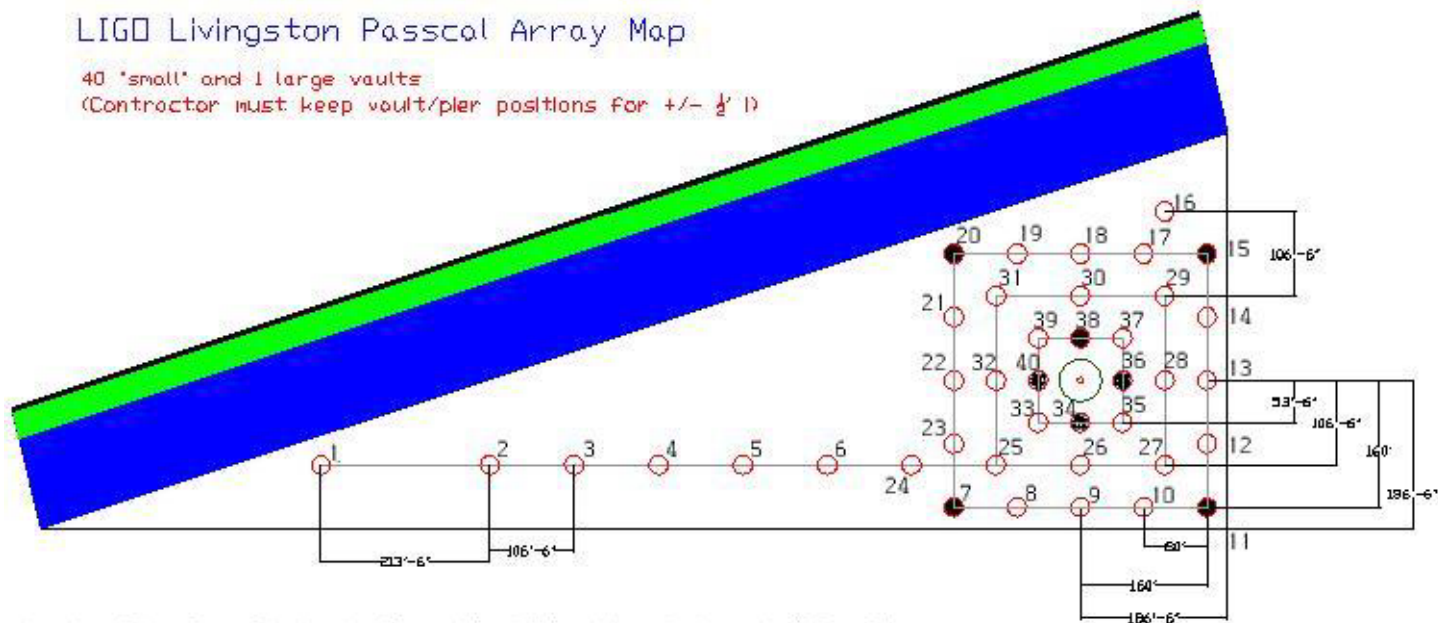 LIGO Livingston Passcal Array Map
40 "small" and 1 large vaults
(Contractor must keep vault/pier positions for +/- ½' !)
16
20 19 18 17 15
106'-6"
31 30 29
21 14
39 38 37
22 32 40 36 28 13
53'-6"
33 34 35
106'-6"
23 12
160'
1 2 3 4 5 6 25 26 27
24
186'-6"
7 8 9 10
11
213'-6" 106'-6"
80'
160'
186'-6"